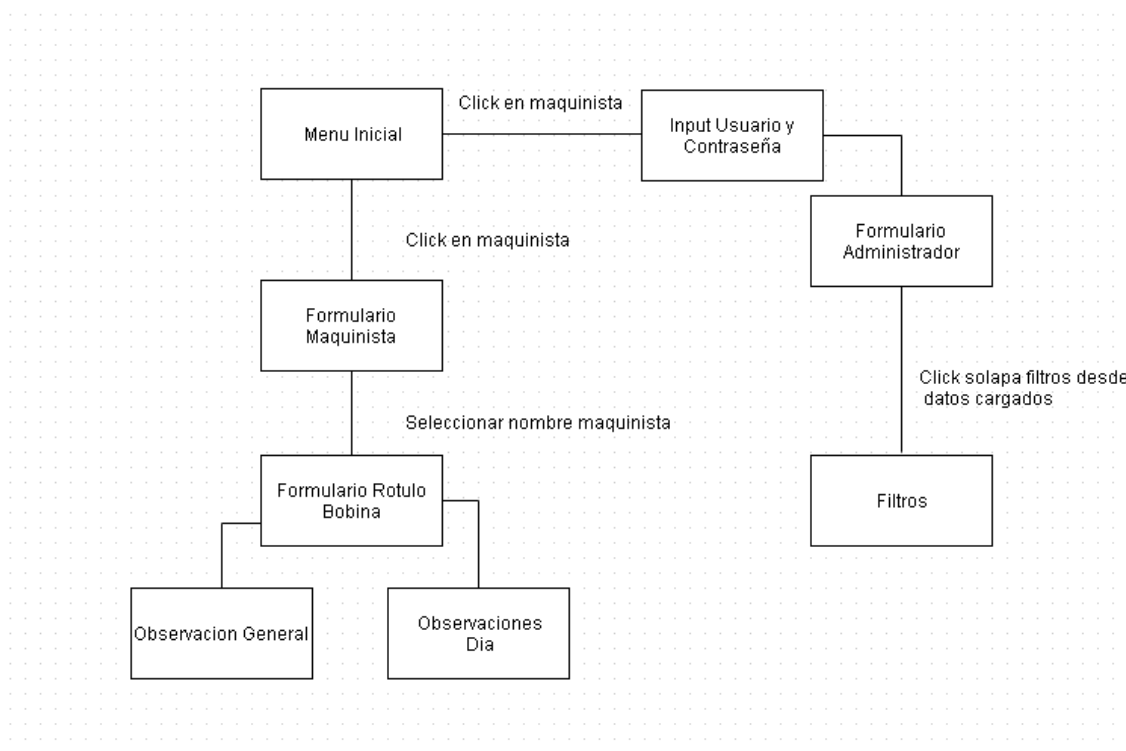 Click en maquinista
Menu Inicial
Input Usuario y
Contraseña
Formulario
Administrador
Click en maquinista
Formulario
Maquinista
Click solapa filtros desde
datos cargados
Seleccionar nombre maquinista
Formulario Rotulo
Bobina
Filtros
Observacion General
Observaciones
Dia